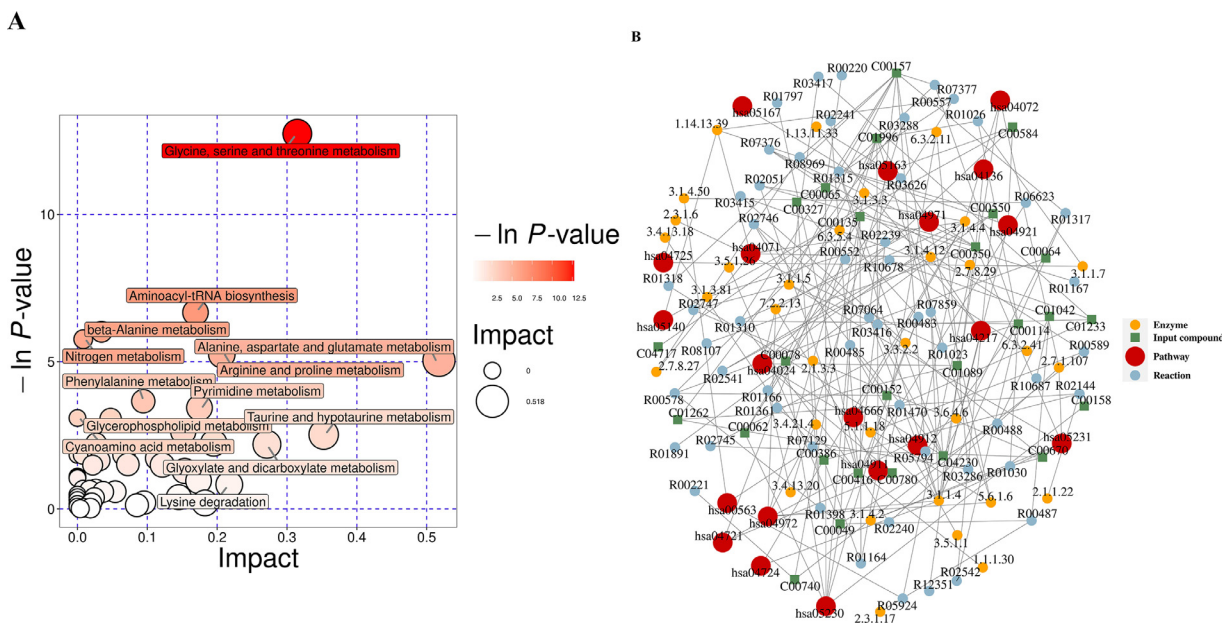 A
B
Glycine, serine and threonine metabolism
10
Aminoacyl-tRNA biosynthesis
beta-Alanine metabolism
Alanine, aspartate and glutamate metabolism
Nitrogen metabolism
5
Arginine and proline metabolism
Phenylalanine metabolism
Pyrimidine metabolism
Taurine and hypotaurine metabolism
Glycerophospholipid metabolism
Cyanoamino acid metabolism
Glyoxylate and dicarboxylate metabolism
Lysine degradation
0
0.0 0.1 0.2 0.3 0.4 0.5
Impact
– ln P-value
– ln P-value
2.5 5.0 7.5 10.0 12.5
Impact
0
0.518
R00220
C00157
R03417
R07377
R01797
R00557
hsa04072
hsa05167
R02241
R01026
C00584
1.14.13.39
1.13.11.33
R03288
6.3.2.11
C01996
R07376
R08969
hsa05163
hsa04136
R02051
R01315
R03626
3.1.4.50
C00065
3.1.3.3
R06623
R03415
C00327
C00550
2.3.1.6
R02746
C00135
hsa04971
R01317
3.4.13.18
6.3.5.4
R02239
3.1.4.4
hsa04921
hsa04071
R00552
3.1.4.12
C00350
C00064
hsa04725
3.5.1.26
R10678
2.7.8.29
3.1.1.7
R01318
3.1.1.5
R01167
3.1.3.81
R02747
7.2.2.13
R07064
R07859
C01042
hsa05140
R01310
R03416
R00483
C00114
C01233
hsa04217
6.3.2.41
C04717
R08107
R00485
3.3.2.2
R01023
R00589
C00078
2.7.8.27
hsa04024
2.1.3.3
C01089
2.7.1.107
R02541
R10687
R02144
R00578
R01166
C00152
C00158
C01262
R01361
hsa04666
R01470
3.6.4.6
C00062
3.4.21.4
5.1.1.18
R00488
R02745
R07129
hsa04912
hsa05231
R01891
C00386
R05794
C00670
hsa04911
C04230
R01030
C00416
C00780
R03286
R00221
3.4.13.20
3.1.1.4
5.6.1.6
2.1.1.22
hsa00563
R01398
3.1.4.2
R00487
hsa04972
C00049
R02240
hsa04721
3.5.1.1
R01164
1.1.1.30
hsa04724
R02542
C00740
R12351
hsa05230
R05924
2.3.1.17
Enzyme
Input compound
Pathway
Reaction